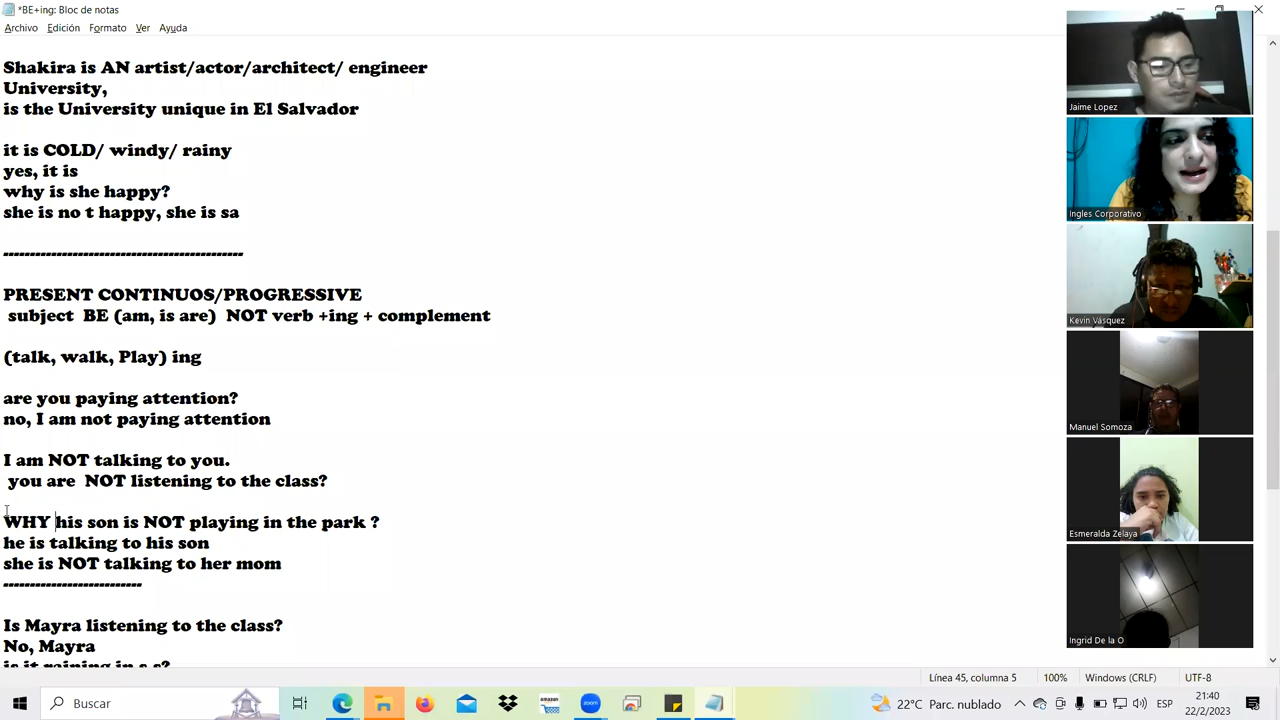 *BE+ing: Bloc de notas
Archivo Edición Formato Ver Ayuda
Shakira is AN artist/actor/architect/ engineer
University,
is the University unique in El Salvador
it is COLD/ windy/ rainy
yes, it is
why is she happy?
she is no t happy, she is sa
-------------------------------------------
PRESENT CONTINUOS/PROGRESSIVE
subject BE (am, is are) NOT verb +ing + complement
(talk, walk, Play) ing
are you paying attention?
no, I am not paying attention
I am NOT talking to you.
you are NOT listening to the class?
WHY his son is NOT playing in the park ?
he is talking to his son
she is NOT talking to her mom
-------------------------
Is Mayra listening to the class?
No, Mayra
is it raining in s s?
Jaime Lopez
Ingles Corporativo
Kevin Vásquez
Manuel Somoza
Esmeralda Zelaya
Ingrid De la O
Línea 45, columna 5 100% Windows (CRLF) UTF-8
Buscar
amazon
zoom
22°C Parc. nublado
ESP
21:40
22/2/2023